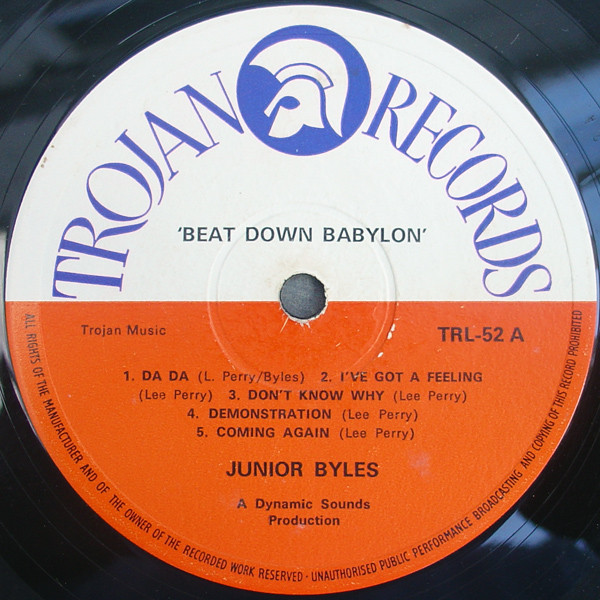 TROJAN RECORDS
'BEAT DOWN BABYLON'
Trojan Music
TRL-52 A
1. DA DA (L. Perry/Byles) 2. I'VE GOT A FEELING
(Lee Perry) 3. DON'T KNOW WHY (Lee Perry)
4. DEMONSTRATION (Lee Perry)
5. COMING AGAIN (Lee Perry)
JUNIOR BYLES
A Dynamic Sounds
Production
ALL RIGHTS OF THE MANUFACTURER AND OF THE OWNER OF THE RECORDED WORK RESERVED - UNAUTHORISED PUBLIC PERFORMANCE BROADCASTING AND COPYING OF THIS RECORD PROHIBITED